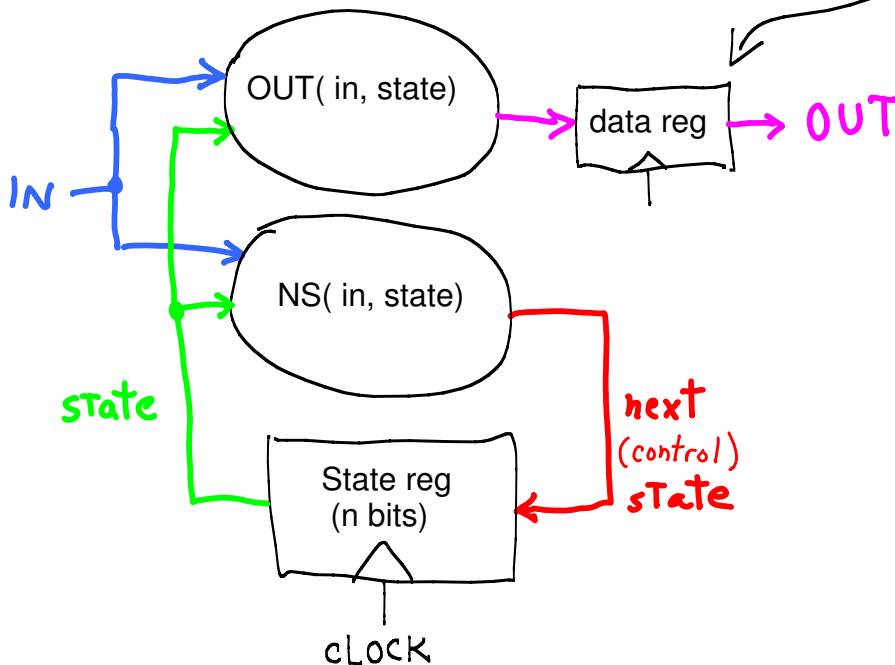 OUT( in, state)
data reg
OUT
IN
NS( in, state)
state
next
(control)
state
State reg
(n bits)
CLOCK